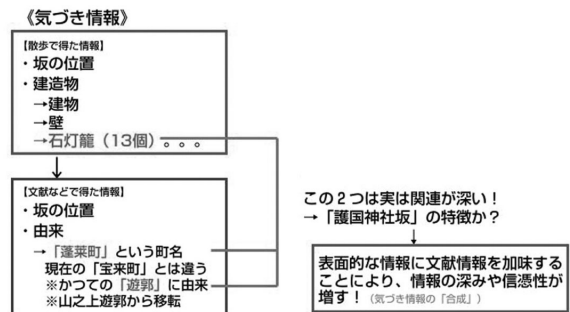 《気づき情報》
【散歩で得た情報】
・坂の位置
・建造物
→建物
→壁
→石灯籠（13個）。。。
【文献などで得た情報】
・坂の位置
・由来
→「蓬莱町」という町名
現在の「宝来町」とは違う
※かつての「遊郭」に由来
※山之上遊郭から移転
この２つは実は関連が深い！
→「護国神社坂」の特徴か？
表面的な情報に文献情報を加味する
ことにより、情報の深みや信憑性が
増す！（気づき情報の「合成」）